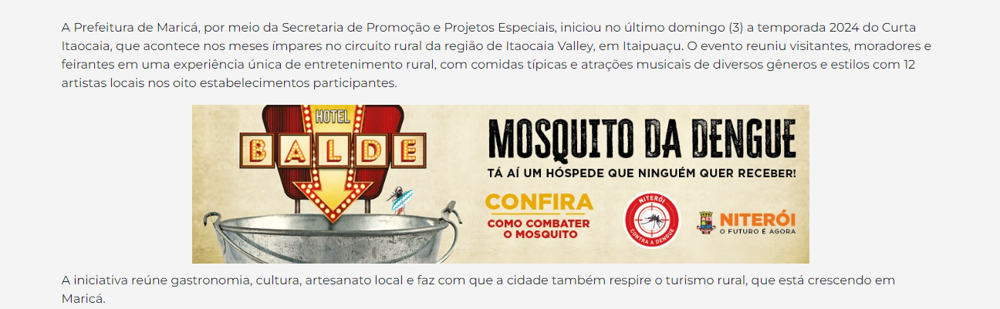 A Prefeitura de Maricá, por meio da Secretaria de Promoção e Projetos Especiais, iniciou no último domingo (3) a temporada 2024 do Curta
Itaocaia, que acontece nos meses ímpares no circuito rural da região de Itaocaia Valley, em Itaipuaçu. O evento reuniu visitantes, moradores e
feirantes em uma experiência única de entretenimento rural, com comidas típicas e atrações musicais de diversos gêneros e estilos com 12
artistas locais nos oito estabelecimentos participantes.
HOTEL
BALDE
MOSQUITO DA DENGUE
TÁ AÍ UM HÓSPEDE QUE NINGUÉM QUER RECEBER!
CONFIRA
COMO COMBATER
O MOSQUITO
NITERÓI
CONTRA A DENGUE
NITERÓI
O FUTURO É AGORA
A iniciativa reúne gastronomia, cultura, artesanato local e faz com que a cidade também respire o turismo rural, que está crescendo em
Maricá.